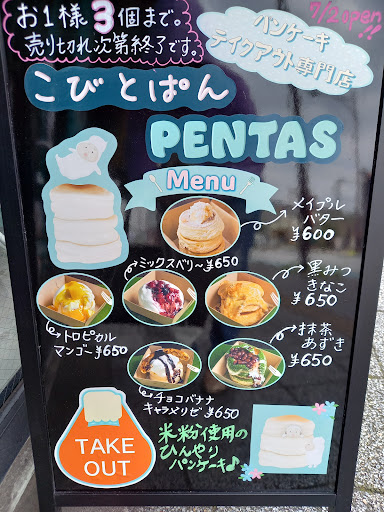 お1様3個まで。
売り切れ次第終了です。
7/2 open!!
パンケーキ
テイクアウト専門店
こびとぱん
PENTAS
Menu
メイプル
バター
¥600
ミックスベリー ¥650
黒みつ
きなこ
¥650
トロピカル
マンゴー ¥650
抹茶
あずき
¥650
チョコバナナ
キャラメリゼ ¥650
TAKE
OUT
米粉使用の
ひんやり
パンケーキ♪